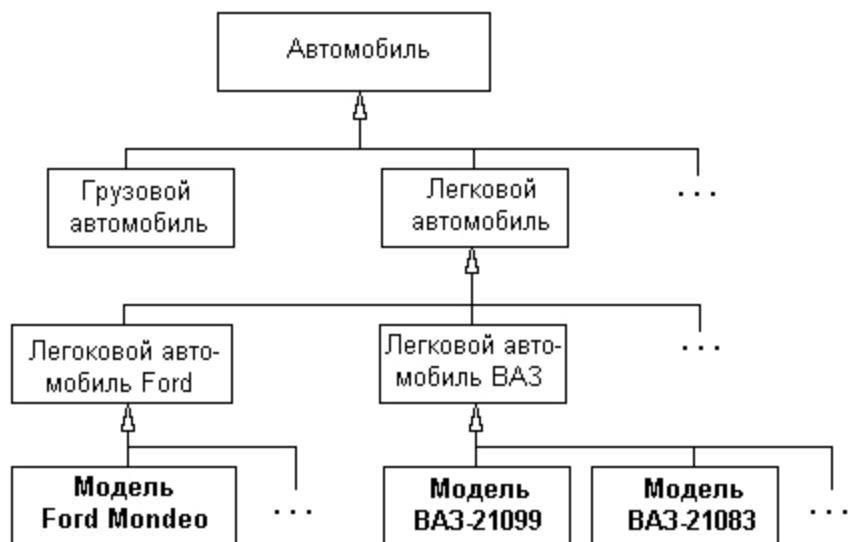 Автомобиль
Грузовой
автомобиль
Легковой
автомобиль
. . .
Легоковой авто-
мобиль Ford
Легковой авто-
мобиль ВАЗ
. . .
Модель
Ford Mondeo
. . .
Модель
ВАЗ-21099
Модель
ВАЗ-21083
. . .